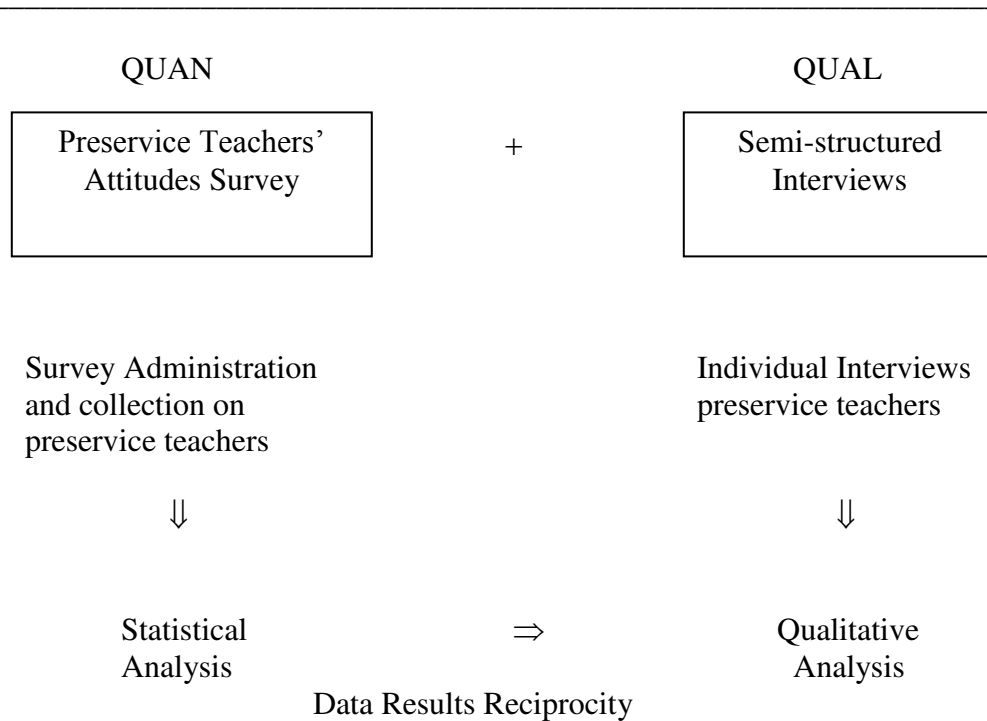 QUAN QUAL
Preservice Teachers’ + Semi-structured
Attitudes Survey Interviews
Survey Administration Individual Interviews
and collection on preservice teachers
preservice teachers
⇓ ⇓
Statistical ⇒ Qualitative
Analysis Analysis
Data Results Reciprocity